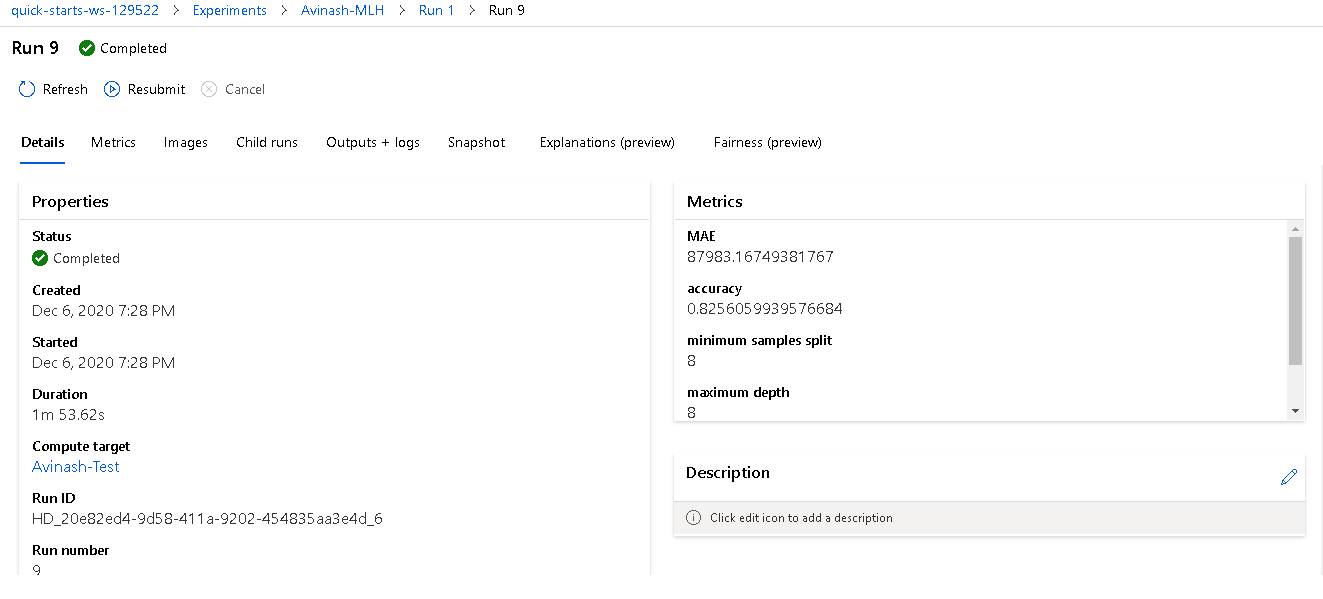 quick-starts-ws-129522 > Experiments > Avinash-MLH > Run 1 > Run 9
Run 9 Completed
Refresh Resubmit Cancel
Details Metrics Images Child runs Outputs + logs Snapshot Explanations (preview) Fairness (preview)
Properties
Status
Completed
Created
Dec 6, 2020 7:28 PM
Started
Dec 6, 2020 7:28 PM
Duration
1m 53.62s
Compute target
Avinash-Test
Run ID
HD_20e82ed4-9d58-411a-9202-454835aa3e4d_6
Run number
9
Metrics
MAE
87983.16749381767
accuracy
0.8256059939576684
minimum samples split
8
maximum depth
8
Description
Click edit icon to add a description